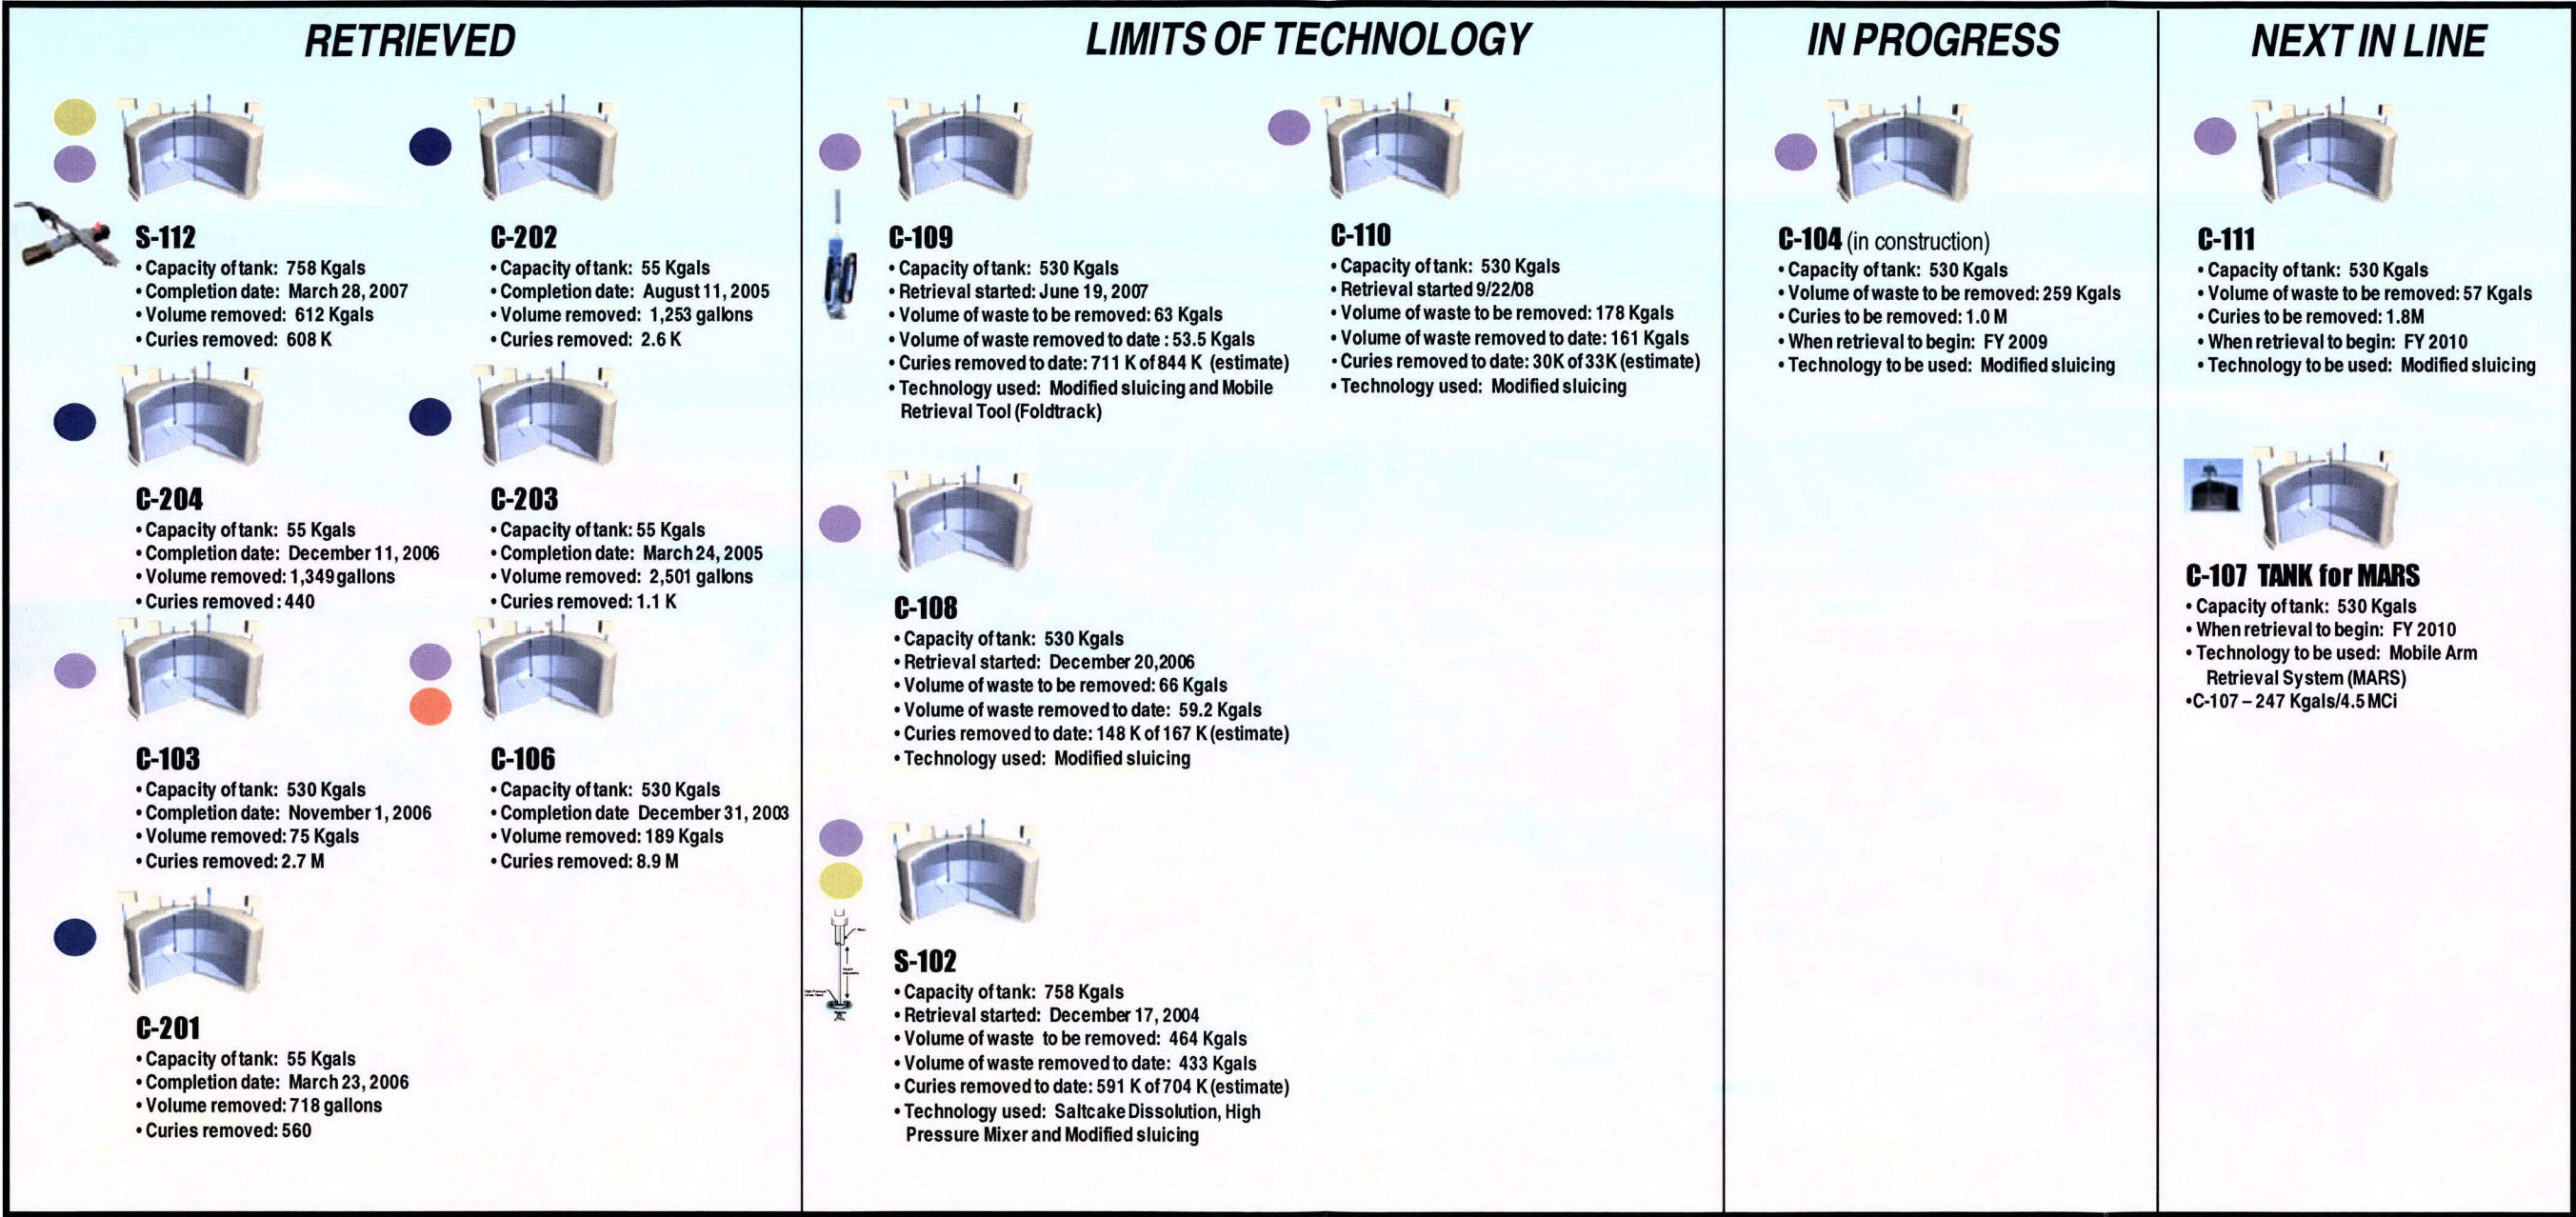 RETRIEVED
S-112
• Capacity of tank: 758 Kgals
• Completion date: March 28, 2007
• Volume removed: 612 Kgals
• Curies removed: 608 K
C-202
• Capacity of tank: 55 Kgals
• Completion date: August 11, 2005
• Volume removed: 1,253 gallons
• Curies removed: 2.6 K
C-204
• Capacity of tank: 55 Kgals
• Completion date: December 11, 2006
• Volume removed: 1,349 gallons
• Curies removed: 440
C-203
• Capacity of tank: 55 Kgals
• Completion date: March 24, 2005
• Volume removed: 2,501 gallons
• Curies removed: 1.1 K
C-103
• Capacity of tank: 530 Kgals
• Completion date: November 1, 2006
• Volume removed: 75 Kgals
• Curies removed: 2.7 M
C-106
• Capacity of tank: 530 Kgals
• Completion date December 31, 2003
• Volume removed: 189 Kgals
• Curies removed: 8.9 M
C-201
• Capacity of tank: 55 Kgals
• Completion date: March 23, 2006
• Volume removed: 718 gallons
• Curies removed: 560
LIMITS OF TECHNOLOGY
C-109
• Capacity of tank: 530 Kgals
• Retrieval started: June 19, 2007
• Volume of waste to be removed: 63 Kgals
• Volume of waste removed to date : 53.5 Kgals
• Curies removed to date: 711 K of 844 K (estimate)
• Technology used: Modified sluicing and Mobile
Retrieval Tool (Foldtrack)
C-110
• Capacity of tank: 530 Kgals
• Retrieval started 9/22/08
• Volume of waste to be removed: 178 Kgals
• Volume of waste removed to date: 161 Kgals
• Curies removed to date: 30K of 33K (estimate)
• Technology used: Modified sluicing
C-108
• Capacity of tank: 530 Kgals
• Retrieval started: December 20,2006
• Volume of waste to be removed: 66 Kgals
• Volume of waste removed to date: 59.2 Kgals
• Curies removed to date: 148 K of 167 K (estimate)
• Technology used: Modified sluicing
S-102
• Capacity of tank: 758 Kgals
• Retrieval started: December 17, 2004
• Volume of waste to be removed: 464 Kgals
• Volume of waste removed to date: 433 Kgals
• Curies removed to date: 591 K of 704 K (estimate)
• Technology used: Saltcake Dissolution, High
Pressure Mixer and Modified sluicing
IN PROGRESS
C-104 (in construction)
• Capacity of tank: 530 Kgals
• Volume of waste to be removed: 259 Kgals
• Curies to be removed: 1.0 M
• When retrieval to begin: FY 2009
• Technology to be used: Modified sluicing
NEXT IN LINE
C-111
• Capacity of tank: 530 Kgals
• Volume of waste to be removed: 57 Kgals
• Curies to be removed: 1.8M
• When retrieval to begin: FY 2010
• Technology to be used: Modified sluicing
C-107 TANK for MARS
• Capacity of tank: 530 Kgals
• When retrieval to begin: FY 2010
• Technology to be used: Mobile Arm
Retrieval System (MARS)
•C-107 – 247 Kgals/4.5 MCi